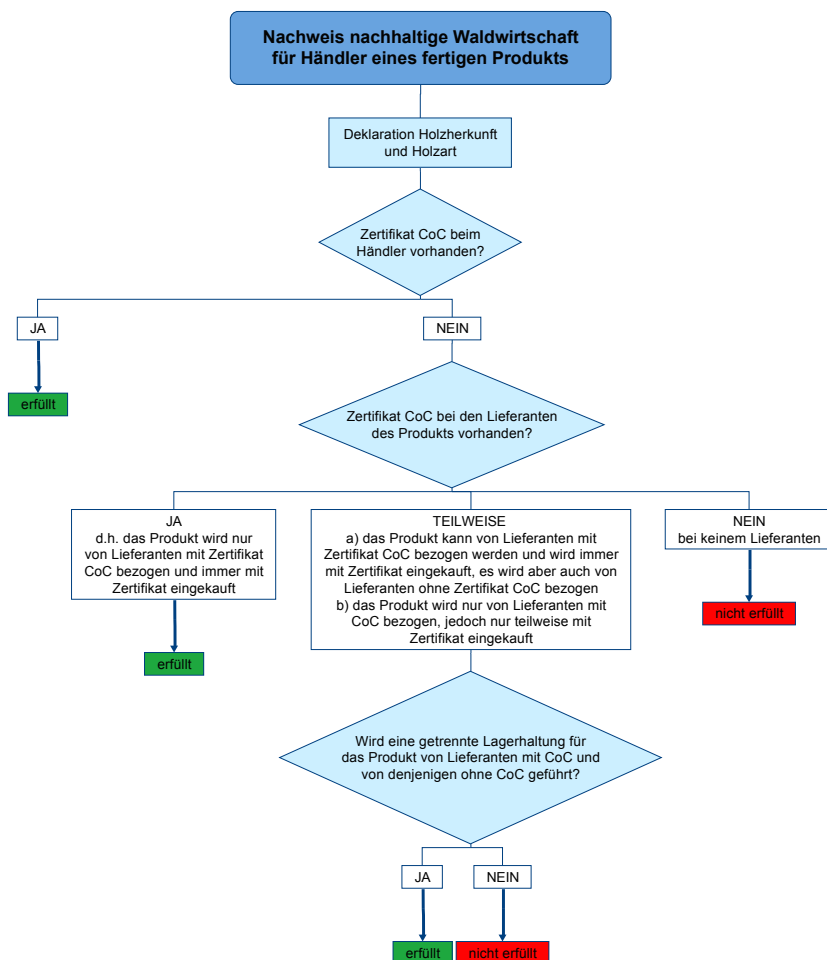 Nachweis nachhaltige Waldwirtschaft
für Händler eines fertigen Produkts
Deklaration Holzherkunft
und Holzart
Zertifikat CoC beim
Händler vorhanden?
JA
NEIN
erfüllt
Zertifikat CoC bei den Lieferanten
des Produkts vorhanden?
JA
d.h. das Produkt wird nur
von Lieferanten mit Zertifikat
CoC bezogen und immer mit
Zertifikat eingekauft
TEILWEISE
a) das Produkt kann von Lieferanten mit
Zertifikat CoC bezogen werden und wird immer
mit Zertifikat eingekauft, es wird aber auch von
Lieferanten ohne Zertifikat CoC bezogen
b) das Produkt wird nur von Lieferanten mit
CoC bezogen, jedoch nur teilweise mit
Zertifikat eingekauft
NEIN
bei keinem Lieferanten
erfüllt
nicht erfüllt
Wird eine getrennte Lagerhaltung für
das Produkt von Lieferanten mit CoC und
von denjenigen ohne CoC geführt?
JA
NEIN
erfüllt
nicht erfüllt